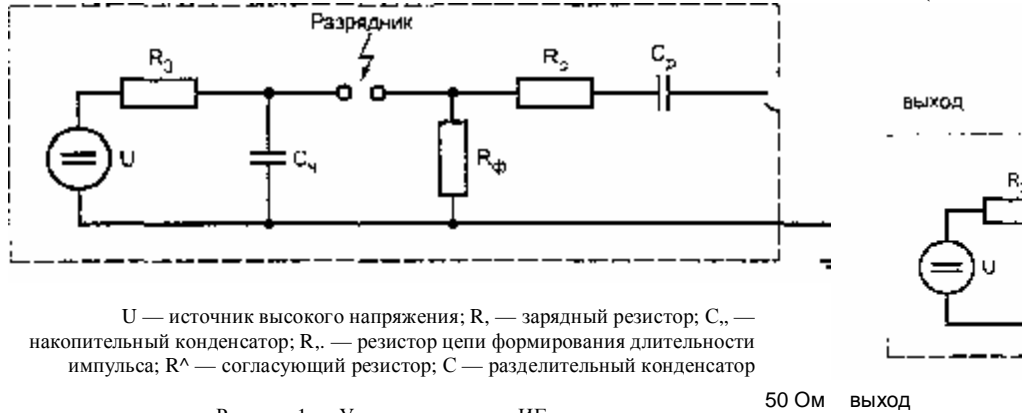 Разрядник
U
U
выход
U
U — источник высокого напряжения; R, — зарядный резистор; C,, —
накопительный конденсатор; R,. — резистор цепи формирования длительности
импульса; R^ — согласующий резистор; C — разделительный конденсатор
50 Ом выход